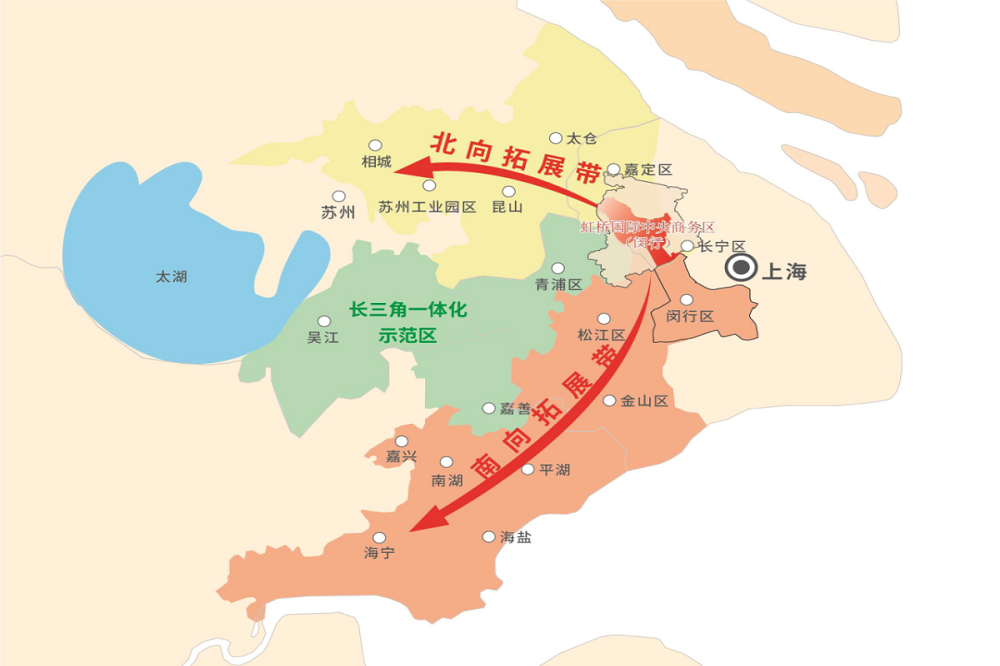 太仓
北向拓展带
相城
嘉定区
苏州
苏州工业园区
昆山
虹桥国际中央商务区
（闵行）
长宁区
上海
太湖
青浦区
长三角一体化
示范区
闵行区
吴江
松江区
南向拓展带
金山区
嘉善
嘉兴
南湖
平湖
海盐
海宁